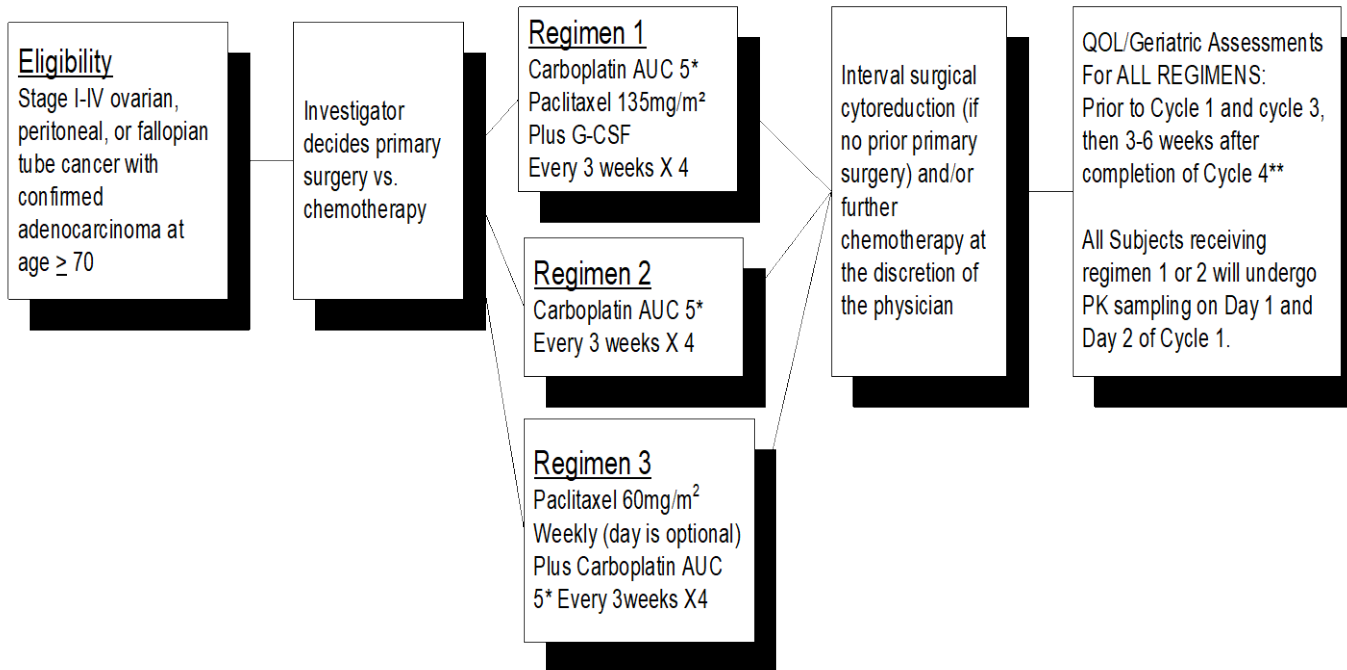 Eligibility
Stage I-IV ovarian,
peritoneal, or fallopian
tube cancer with
confirmed
adenocarcinoma at
age ≥ 70
Investigator
decides primary
surgery vs.
chemotherapy
Regimen 1
Carboplatin AUC 5*
Paclitaxel 135mg/m²
Plus G-CSF
Every 3 weeks X 4
Regimen 2
Carboplatin AUC 5*
Every 3 weeks X 4
Regimen 3
Paclitaxel 60mg/m²
Weekly (day is optional)
Plus Carboplatin AUC
5* Every 3weeks X4
Interval surgical
cytoreduction (if
no prior primary
surgery) and/or
further
chemotherapy at
the discretion of
the physician
QOL/Geriatric Assessments
For ALL REGIMENS:
Prior to Cycle 1 and cycle 3,
then 3-6 weeks after
completion of Cycle 4**
All Subjects receiving
regimen 1 or 2 will undergo
PK sampling on Day 1 and
Day 2 of Cycle 1.